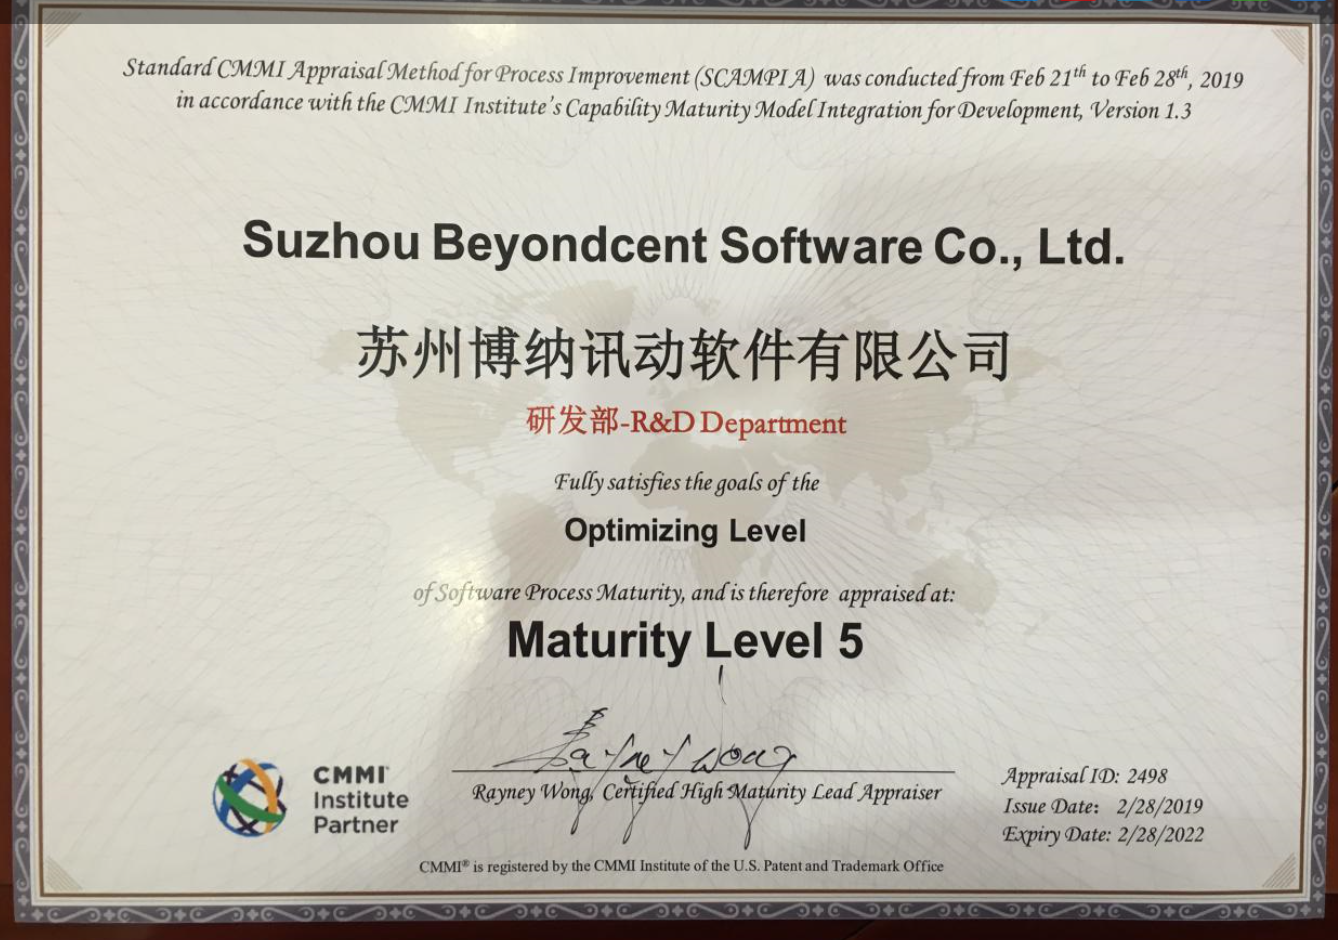 Standard CMMI Appraisal Method for Process Improvement (SCAMPI A) was conducted from Feb 21th to Feb 28th, 2019
in accordance with the CMMI Institute's Capability Maturity Model Integration for Development, Version 1.3
Suzhou Beyondcent Software Co., Ltd.
苏州博纳讯动软件有限公司
研发部-R&D Department
Fully satisfies the goals of the
Optimizing Level
of Software Process Maturity, and is therefore appraised at:
Maturity Level 5
Rayney Wong
CMMI
Institute
Partner
Rayney Wong, Certified High Maturity Lead Appraiser
Appraisal ID: 2498
Issue Date: 2/28/2019
Expiry Date: 2/28/2022
CMMI® is registered by the CMMI Institute of the U.S. Patent and Trademark Office